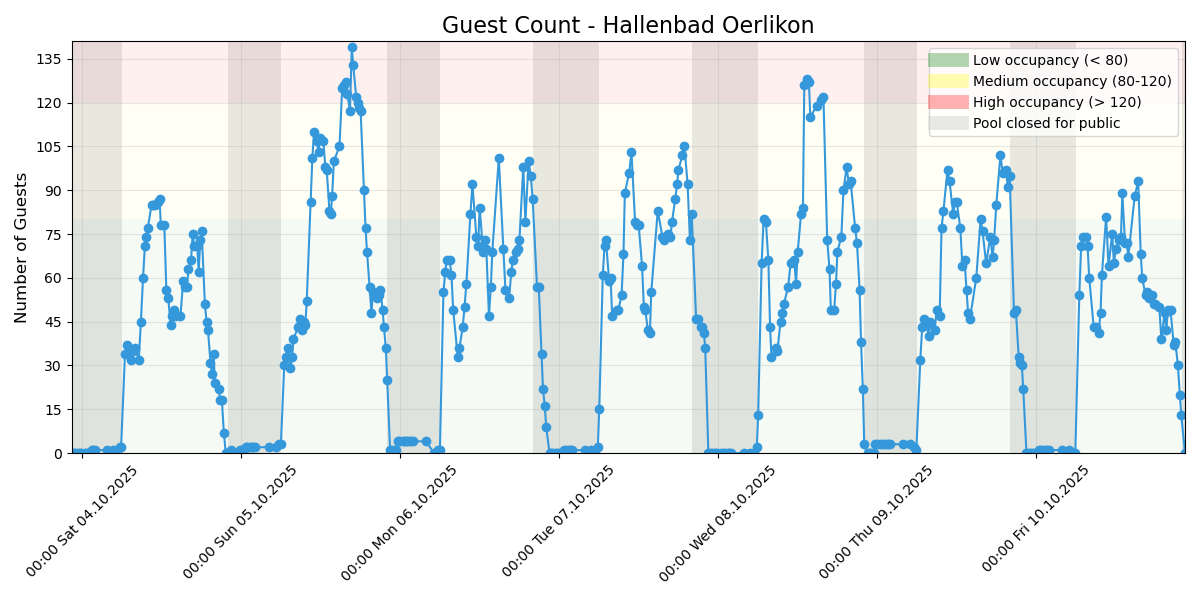 Guest Count - Hallenbad Oerlikon
Number of Guests
135
120
105
90
75
60
45
30
15
0
Low occupancy (< 80)
Medium occupancy (80-120)
High occupancy (> 120)
Pool closed for public
00:00 Sat 04.10.2025
00:00 Sun 05.10.2025
00:00 Mon 06.10.2025
00:00 Tue 07.10.2025
00:00 Wed 08.10.2025
00:00 Thu 09.10.2025
00:00 Fri 10.10.2025